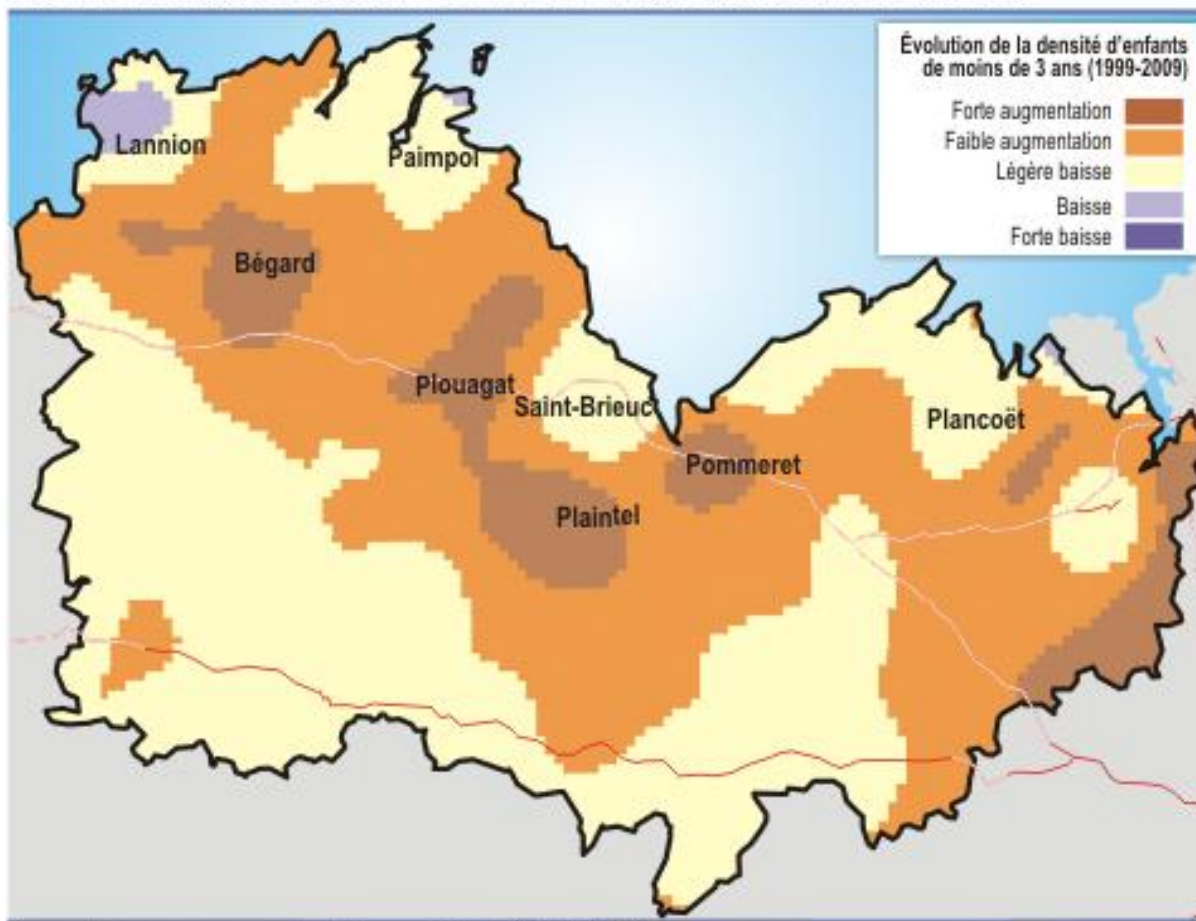 Évolution de la densité d'enfants
de moins de 3 ans (1999-2009)
Forte augmentation
Faible augmentation
Légère baisse
Baisse
Forte baisse
Lannion
Paimpol
Bégard
Plouagat
Saint-Brieuc
Plancoët
Pommeret
Plaintel